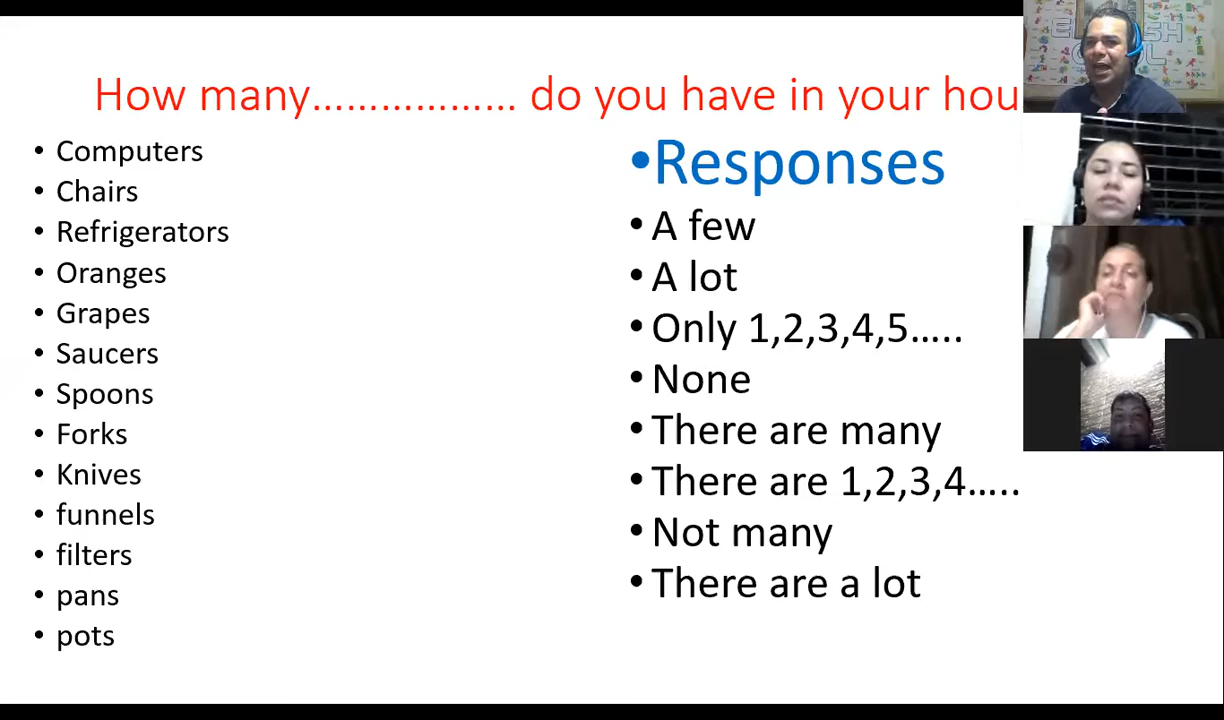 How many……………… do you have in your hou
• Computers
• Chairs
• Refrigerators
• Oranges
• Grapes
• Saucers
• Spoons
• Forks
• Knives
• funnels
• filters
• pans
• pots
• Responses
• A few
• A lot
• Only 1,2,3,4,5…..
• None
• There are many
• There are 1,2,3,4…..
• Not many
• There are a lot